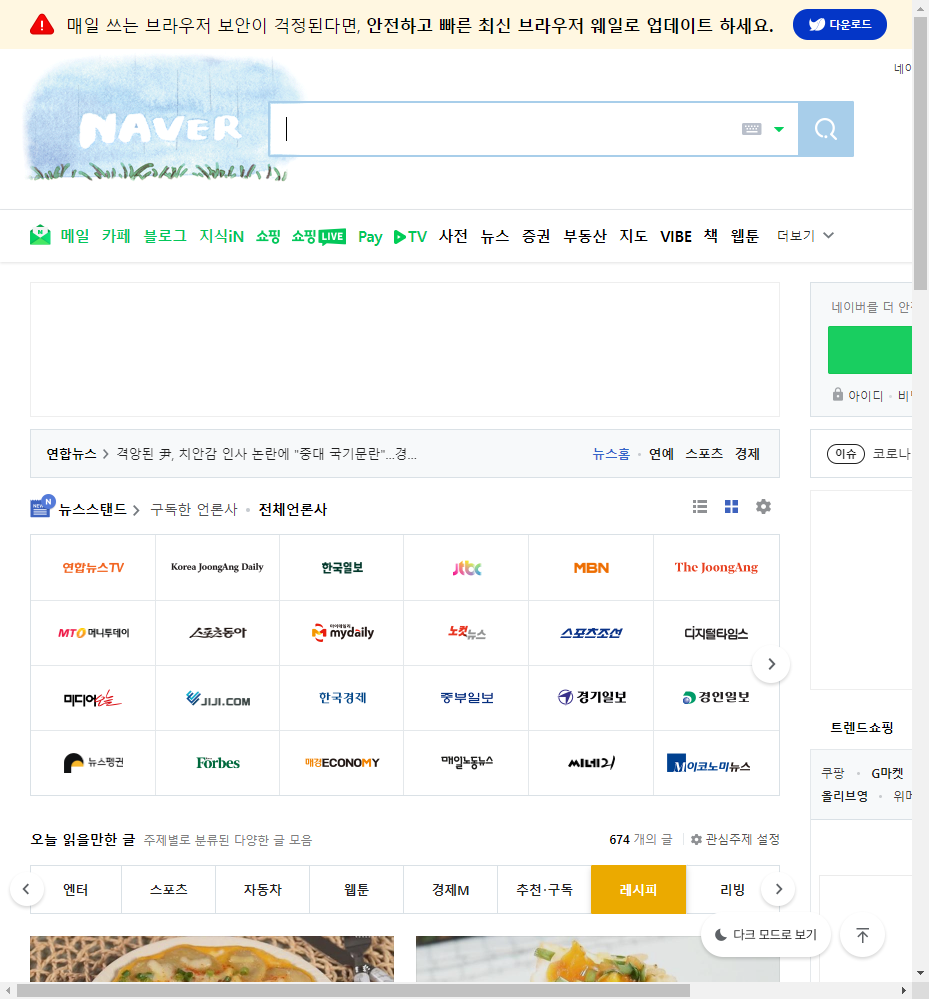 매일 쓰는 브라우저 보안이 걱정된다면, 안전하고 빠른 최신 브라우저 웨일로 업데이트 하세요. 다운로드
네이
NAVER
메일 카페 블로그 지식iN 쇼핑 쇼핑LIVE Pay TV 사전 뉴스 증권 부동산 지도 VIBE 책 웹툰 더보기
네이버를 더 안전
아이디 · 비밀
연합뉴스 > 격앙된 尹, 치안감 인사 논란에 "중대 국기문란"...경... 뉴스홈 · 연예 스포츠 경제
이슈 코로나
NEWS N 뉴스스탠드 > 구독한 언론사 · 전체언론사
연합뉴스TV Korea JoongAng Daily 한국일보 jtbc MBN The JoongAng
MTO 머니투데이 스포츠동아 마이데일리 mydaily 노컷뉴스 스포츠조선 디지털타임스
미디어오늘 JIJI.COM 한국경제 중부일보 경기일보 경인일보
뉴스펭귄 Forbes 매경ECONOMY 매일노동뉴스 씨네21 M이코노미뉴스
트렌드쇼핑
쿠팡 · G마켓
올리브영 · 위메
오늘 읽을만한 글 주제별로 분류된 다양한 글 모음 674 개의 글 관심주제 설정
엔터 스포츠 자동차 웹툰 경제M 추천·구독 레시피 리빙
다크 모드로 보기